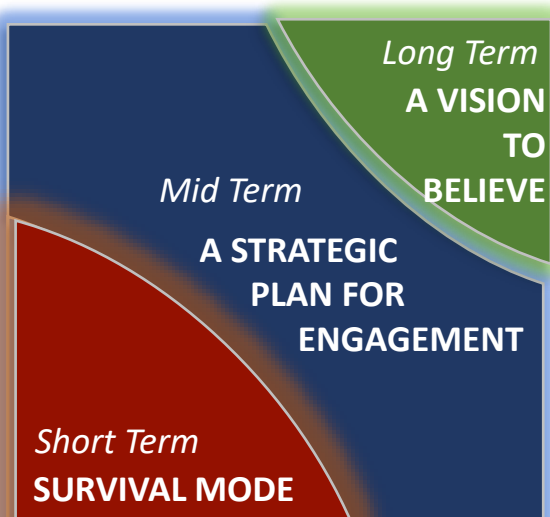 Long Term
A VISION
TO
BELIEVE
Mid Term
A STRATEGIC
PLAN FOR
ENGAGEMENT
Short Term
SURVIVAL MODE